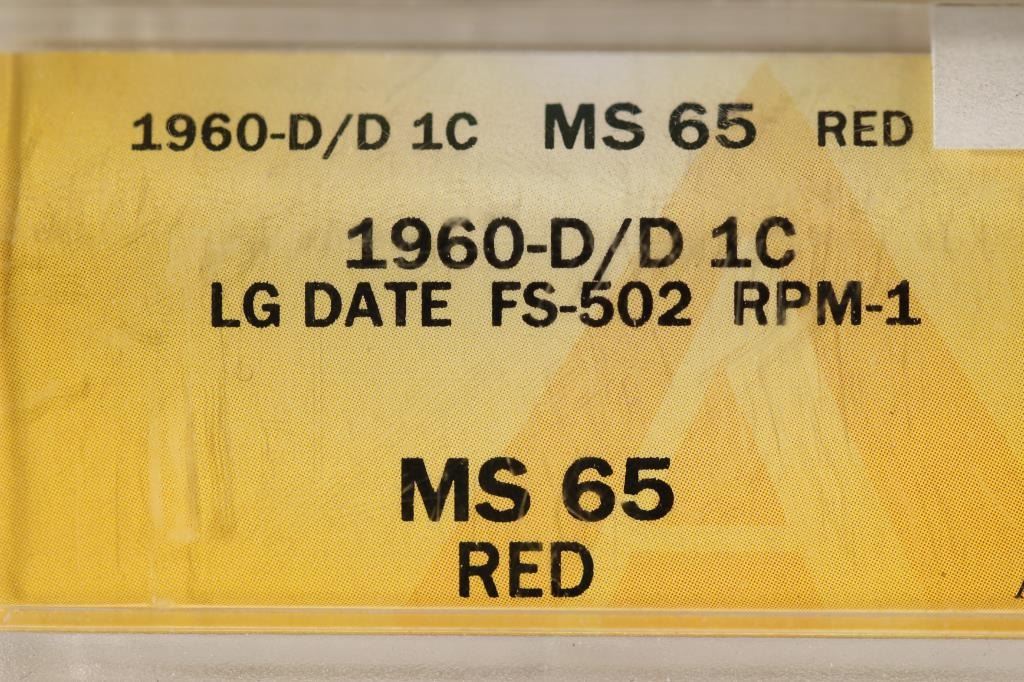 1960-D/D 1C MS 65 RED
1960-D/D 1C
LG DATE FS-502 RPM-1
MS 65
RED